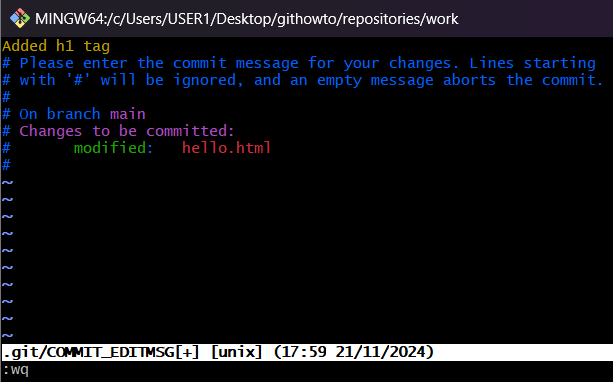 MINGW64:/c/Users/USER1/Desktop/githowto/repositories/work
Added h1 tag
# Please enter the commit message for your changes. Lines starting
# with '#' will be ignored, and an empty message aborts the commit.
#
# On branch main
# Changes to be committed:
#       modified:   hello.html
#
~
~
~
~
~
~
~
~
~
~
.git/COMMIT_EDITMSG[+] [unix] (17:59 21/11/2024)
:wq